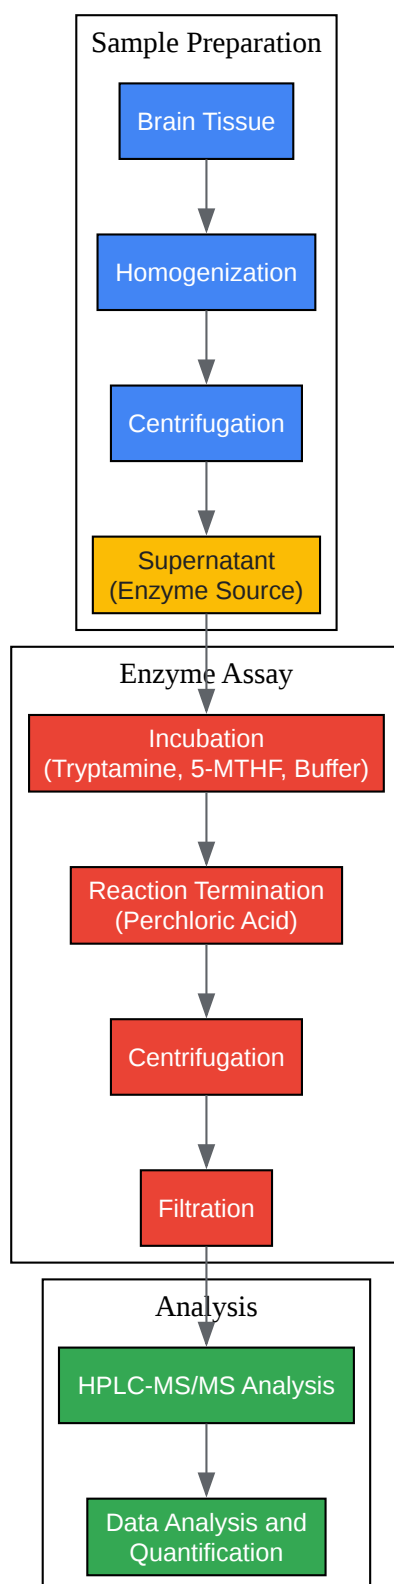 Sample Preparation
Brain Tissue
Homogenization
Centrifugation
Supernatant
(Enzyme Source)
Enzyme Assay
Incubation
(Tryptamine, 5-MTHF, Buffer)
Reaction Termination
(Perchloric Acid)
Centrifugation
Filtration
Analysis
HPLC-MS/MS Analysis
Data Analysis and
Quantification